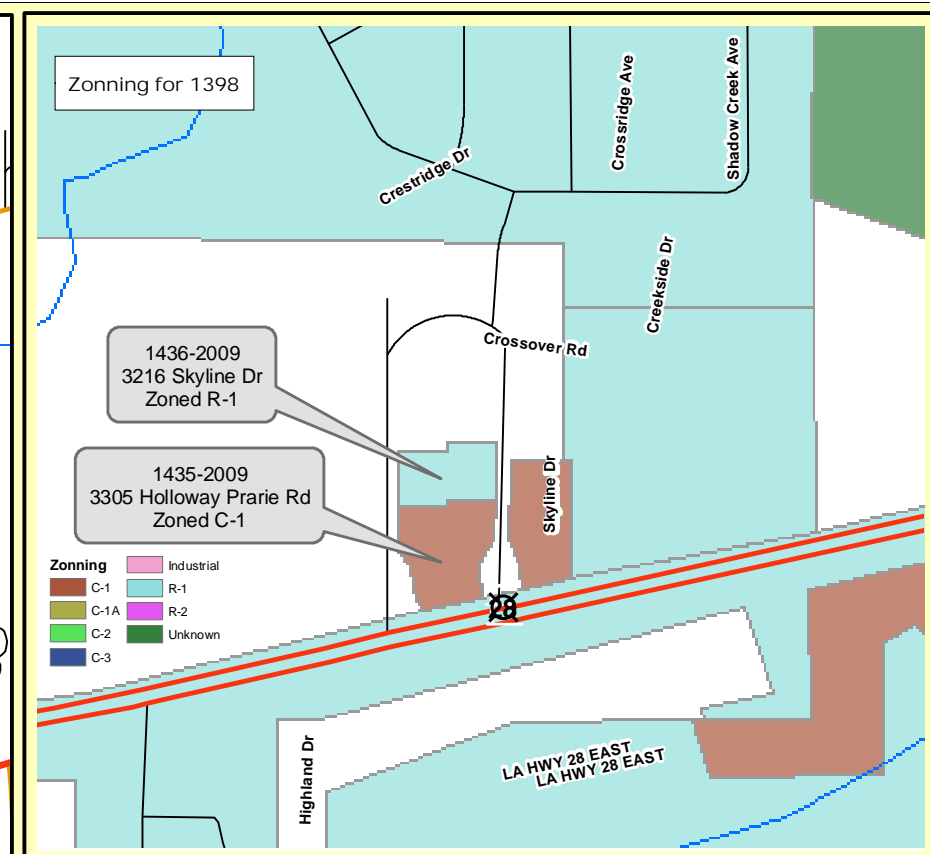 Zonning for 1398
Crestridge Dr
Crossridge Ave
Shadow Creek Ave
Creekside Dr
Crossover Rd
1436-2009
3216 Skyline Dr
Zoned R-1
1435-2009
3305 Holloway Prarie Rd
Zoned C-1
Skyline Dr
Zonning
C-1
C-1A
C-2
C-3
Industrial
R-1
R-2
Unknown
28
Highland Dr
LA HWY 28 EAST
LA HWY 28 EAST